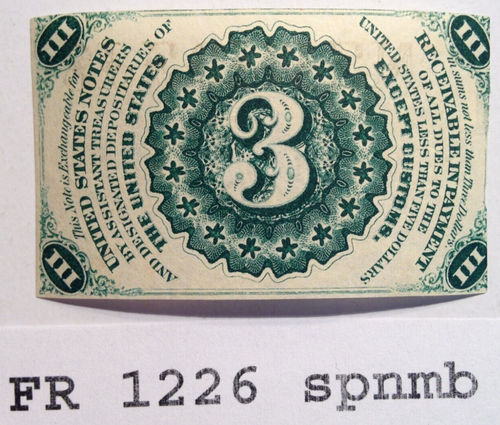 III
III
This Note is Exchangeable for
UNITED STATES NOTES
BY ASSISTANT TREASURERS
AND DESIGNATED DEPOSITARIES OF
THE UNITED STATES
3
UNITED STATES LESS THAN FIVE DOLLARS
EXCEPT CUSTOMS.
OF ALL DUES TO THE
RECEIVABLE IN PAYMENT
in sums not less than Three Dollars
III
III
FR 1226 spnmb